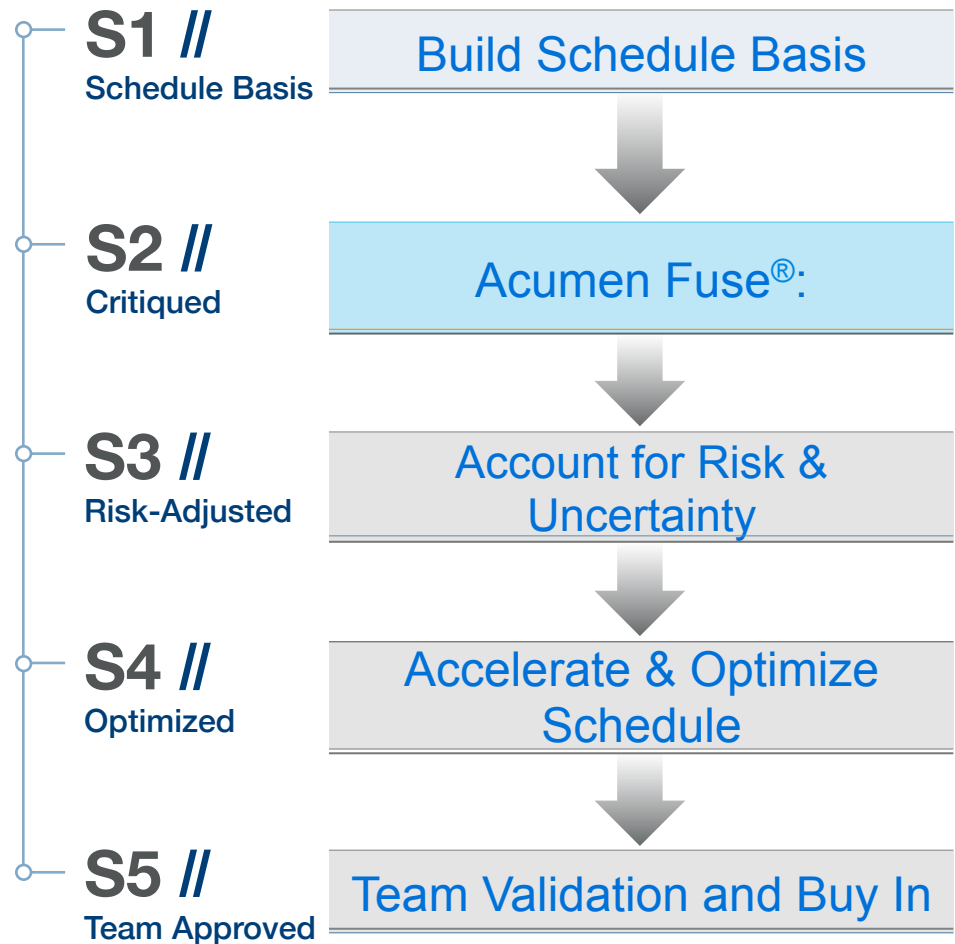 S1 //
Schedule Basis
Build Schedule Basis
S2 //
Critiqued
Acumen Fuse®:
S3 //
Risk-Adjusted
Account for Risk &
Uncertainty
S4 //
Optimized
Accelerate & Optimize
Schedule
S5 //
Team Approved
Team Validation and Buy In